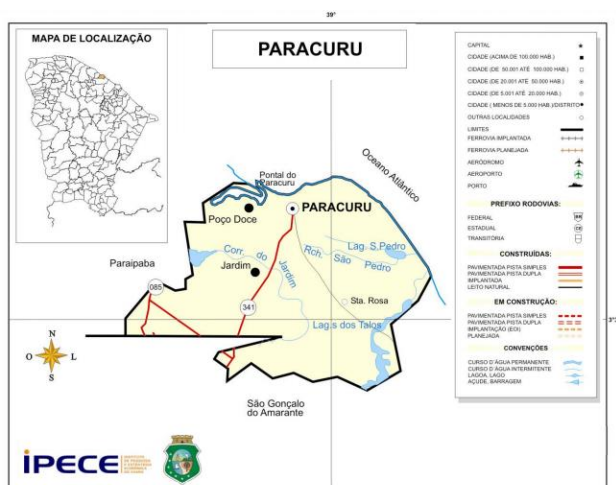 39°
MAPA DE LOCALIZAÇÃO
PARACURU
Oceano Atlântico
Pontal do
Paracuru
Poço Doce
PARACURU
Lag. S.Pedro
Corr. do
Jardim
Rch. São
Pedro
Paraipaba
Jardim
085
341
Sta. Rosa
Lag.s dos Talos
São Gonçalo
do Amarante
N
O
L
S
3°
iPECE
CAPITAL
CIDADE (ACIMA DE 100.000 HAB.)
CIDADE (DE 50.001 ATÉ 100.000 HAB.)
CIDADE (DE 20.001 ATÉ 50.000 HAB.)
CIDADE (DE 5.001 ATÉ 20.000 HAB.)
CIDADE ( MENOS DE 5.000 HAB.)/DISTRITO
OUTRAS LOCALIDADES
LIMITES
FERROVIA IMPLANTADA
FERROVIA PLANEJADA
AERÓDROMO
AEROPORTO
PORTO
PREFIXO RODOVIAS:
FEDERAL BR
ESTADUAL CE
TRANSITÓRIA
CONSTRUÍDAS:
PAVIMENTADA PISTA SIMPLES
PAVIMENTADA PISTA DUPLA
IMPLANTADA
LEITO NATURAL
EM CONSTRUÇÃO:
PAVIMENTADA PISTA SIMPLES
PAVIMENTADA PISTA DUPLA
IMPLANTAÇÃO (EOI)
PLANEJADA
CONVENÇÕES
CURSO D`ÁGUA PERMANENTE
CURSO D`ÁGUA INTERMITENTE
LAGOA, LAGO
AÇUDE, BARRAGEM